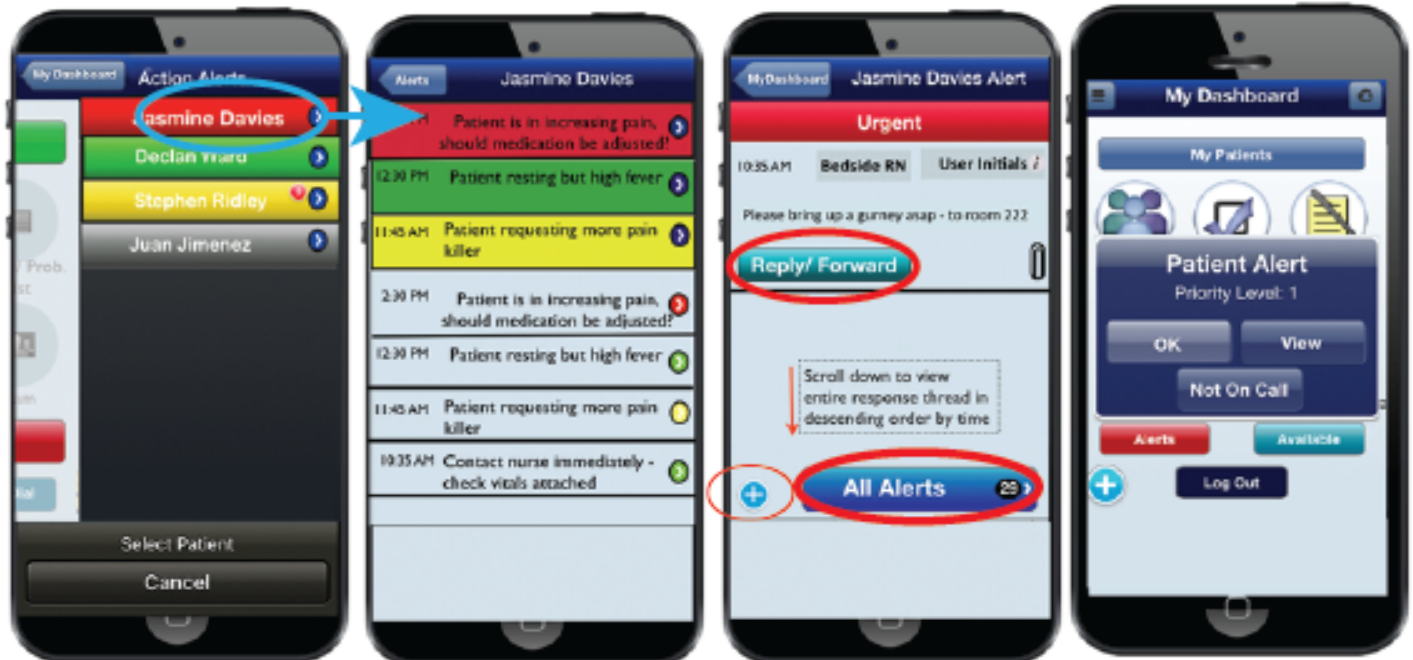 My Dashboard
Action Alerts
Jasmine Davies
Declan Ward
Stephen Ridley
Juan Jimenez
/ Prob.
st
um
ial
Select Patient
Cancel
Alerts
Jasmine Davies
M
Patient is in increasing pain,
should medication be adjusted?
12:30 PM
Patient resting but high fever
11:45 AM
Patient requesting more pain
killer
2:30 PM
Patient is in increasing pain,
should medication be adjusted?
12:30 PM
Patient resting but high fever
11:45 AM
Patient requesting more pain
killer
10:35 AM
Contact nurse immediately -
check vitals attached
My Dashboard
Jasmine Davies Alert
Urgent
10:35 AM
Bedside RN
User Initials i
Please bring up a gurney asap - to room 222
Reply/ Forward
Scroll down to view
entire response thread in
descending order by time
All Alerts
29
My Dashboard
My Patients
Patient Alert
Priority Level: 1
OK
View
Not On Call
Alerts
Available
Log Out